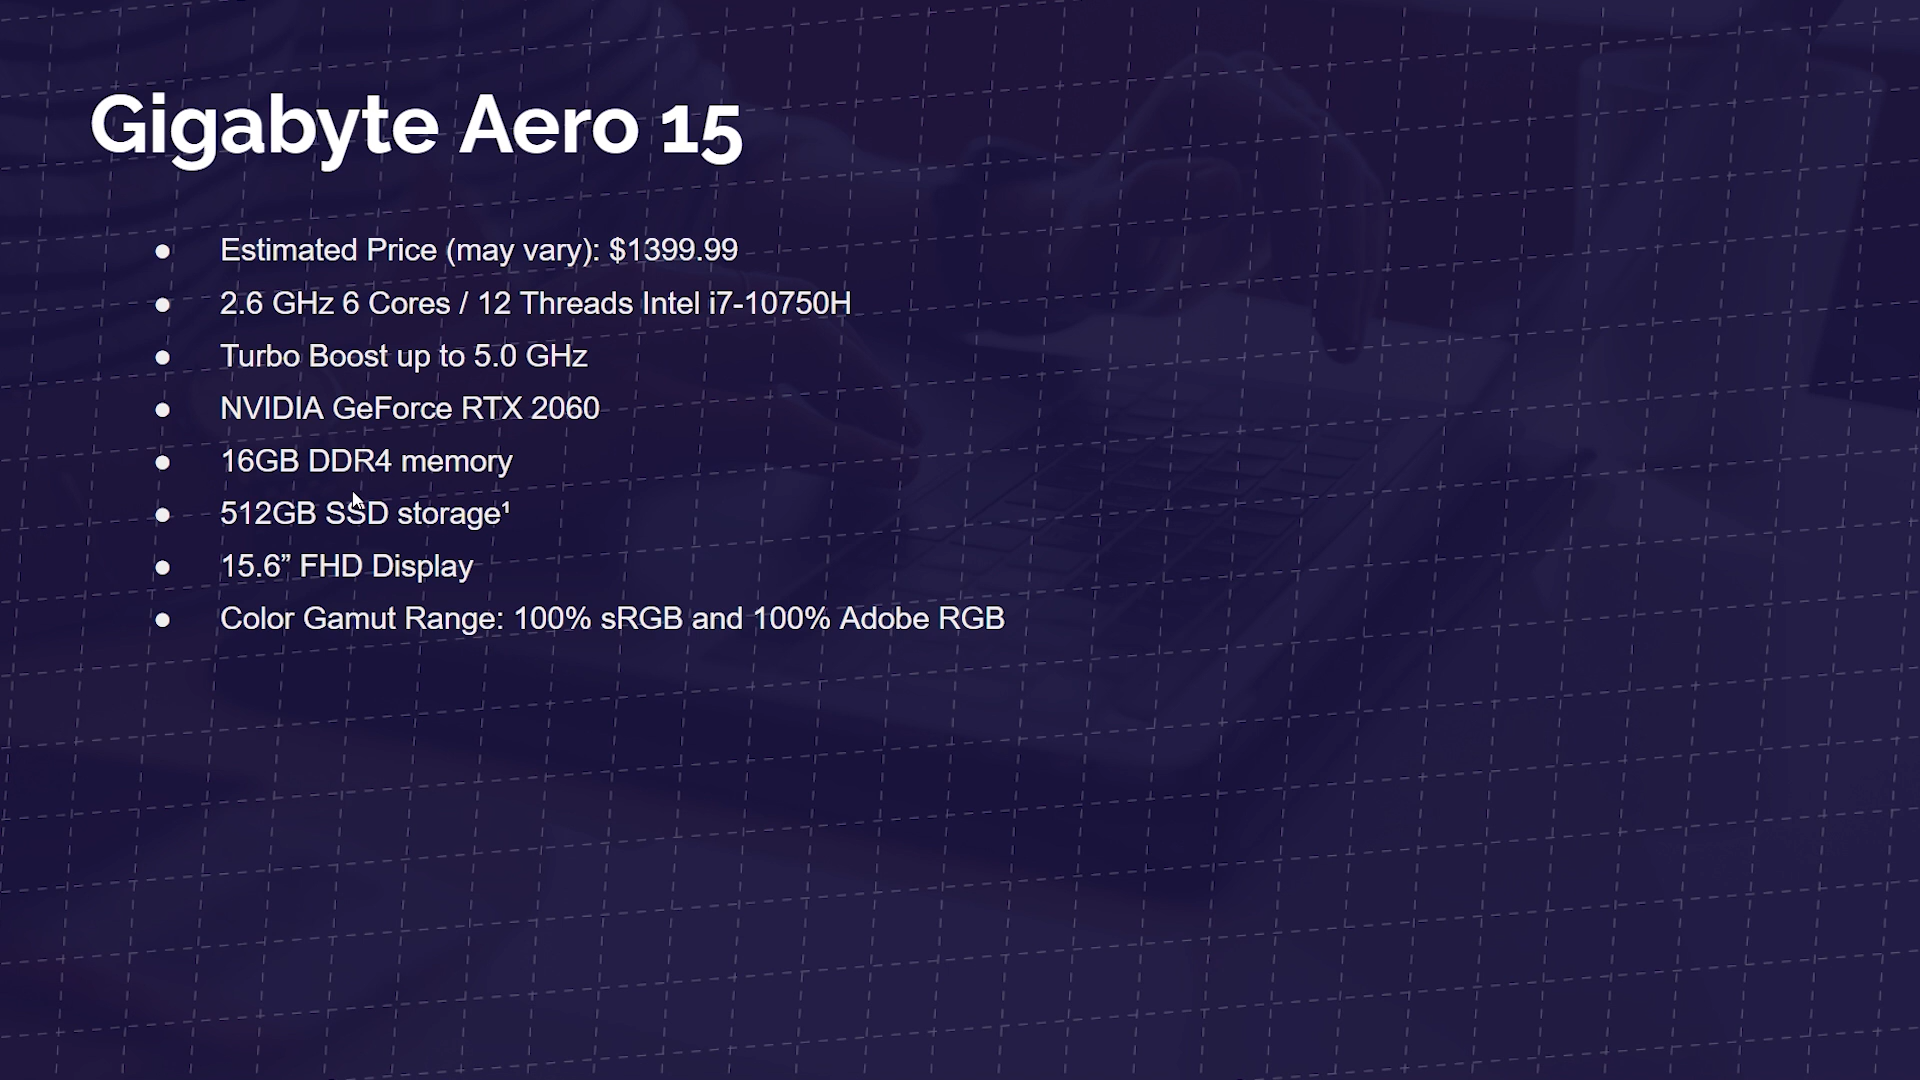 Gigabyte Aero 15
● Estimated Price (may vary): $1399.99
● 2.6 GHz 6 Cores / 12 Threads Intel i7-10750H
● Turbo Boost up to 5.0 GHz
● NVIDIA GeForce RTX 2060
● 16GB DDR4 memory
● 512GB SSD storage¹
● 15.6” FHD Display
● Color Gamut Range: 100% sRGB and 100% Adobe RGB